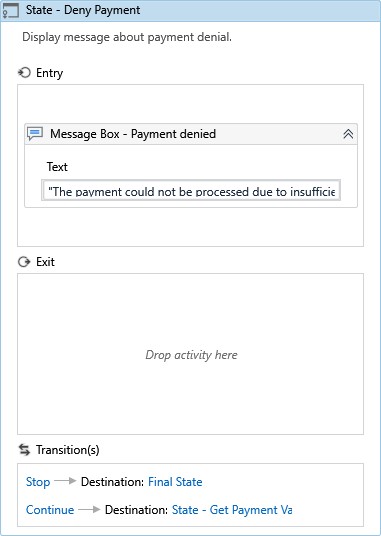 State - Deny Payment
Display message about payment denial.
Entry
Message Box - Payment denied
Text
"The payment could not be processed due to insufficie
Exit
Drop activity here
Transition(s)
Stop Destination: Final State
Continue Destination: State - Get Payment Va